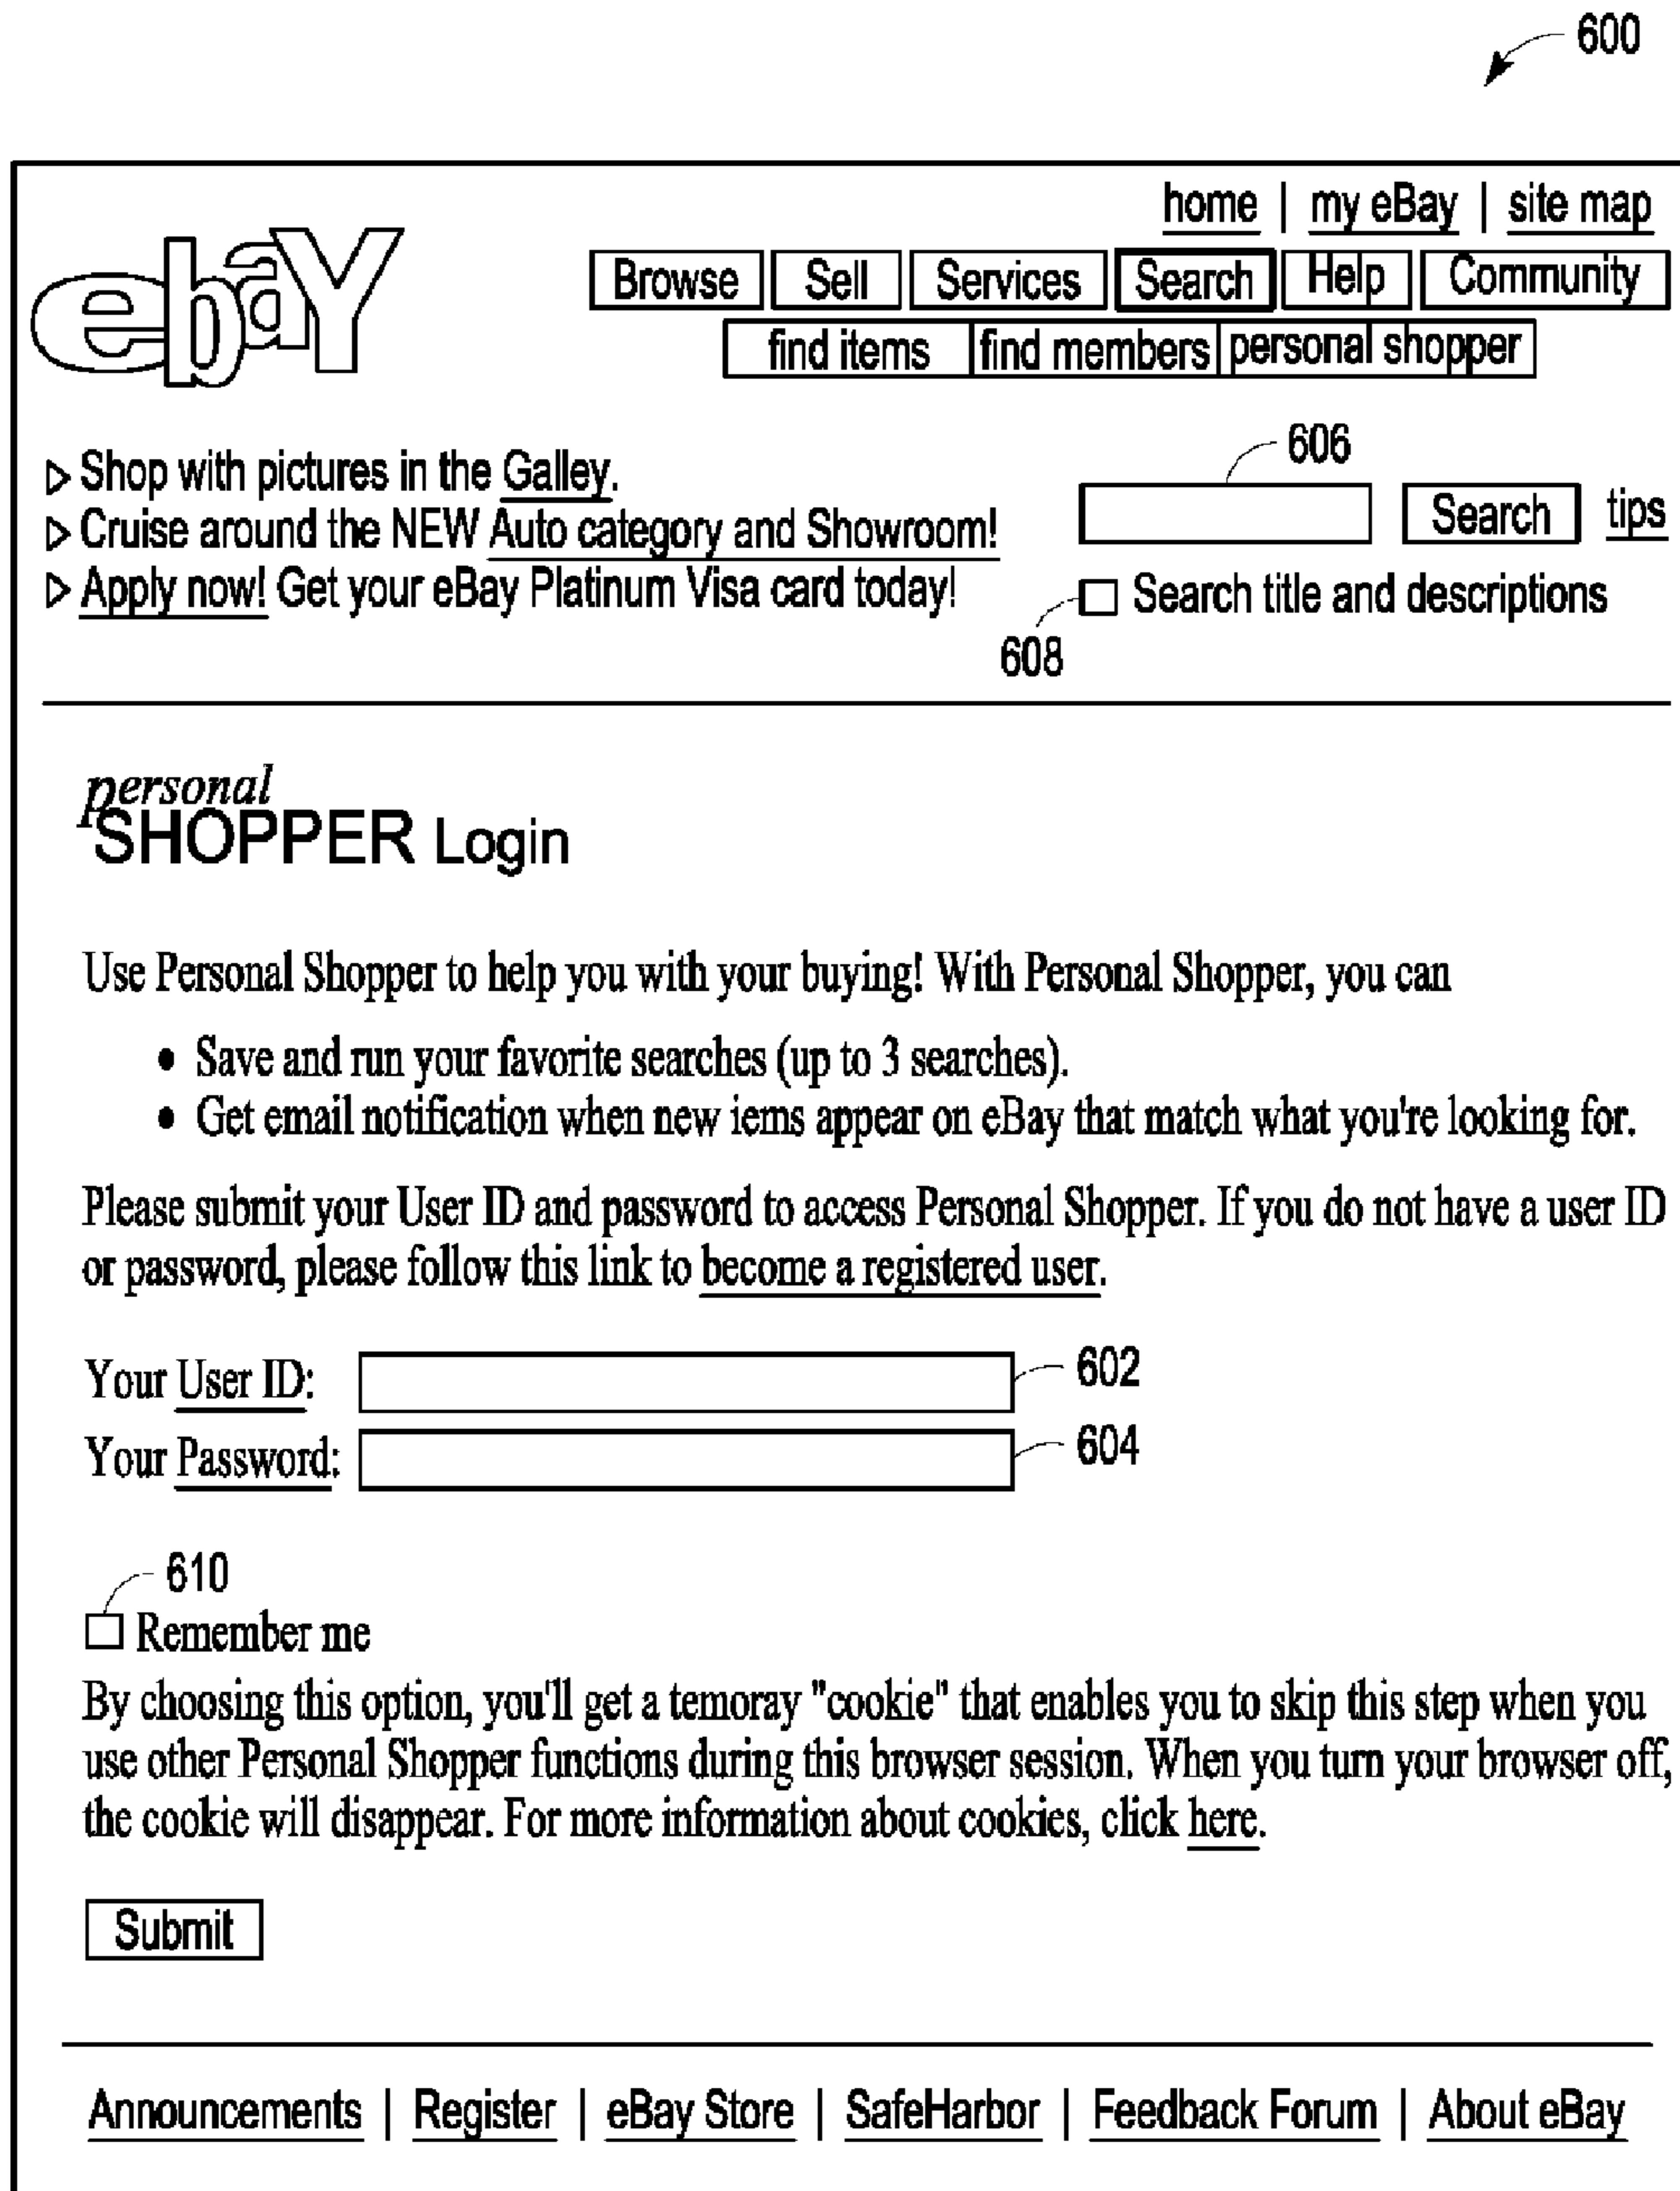 600
home | my eBay | site map
ebaY
Browse Sell Services Search Help Community
find items find members personal shopper
Shop with pictures in the Galley.
606
Search tips
Cruise around the NEW Auto category and Showroom!
Apply now! Get your eBay Platinum Visa card today!
Search title and descriptions
608
personal
SHOPPER Login
Use Personal Shopper to help you with your buying! With Personal Shopper, you can
• Save and run your favorite searches (up to 3 searches).
• Get email notification when new iems appear on eBay that match what you're looking for.
Please submit your User ID and password to access Personal Shopper. If you do not have a user ID
or password, please follow this link to become a registered user.
Your User ID: 602
Your Password: 604
610
Remember me
By choosing this option, you'll get a temoray "cookie" that enables you to skip this step when you
use other Personal Shopper functions during this browser session. When you turn your browser off,
the cookie will disappear. For more information about cookies, click here.
Submit
Announcements | Register | eBay Store | SafeHarbor | Feedback Forum | About eBay